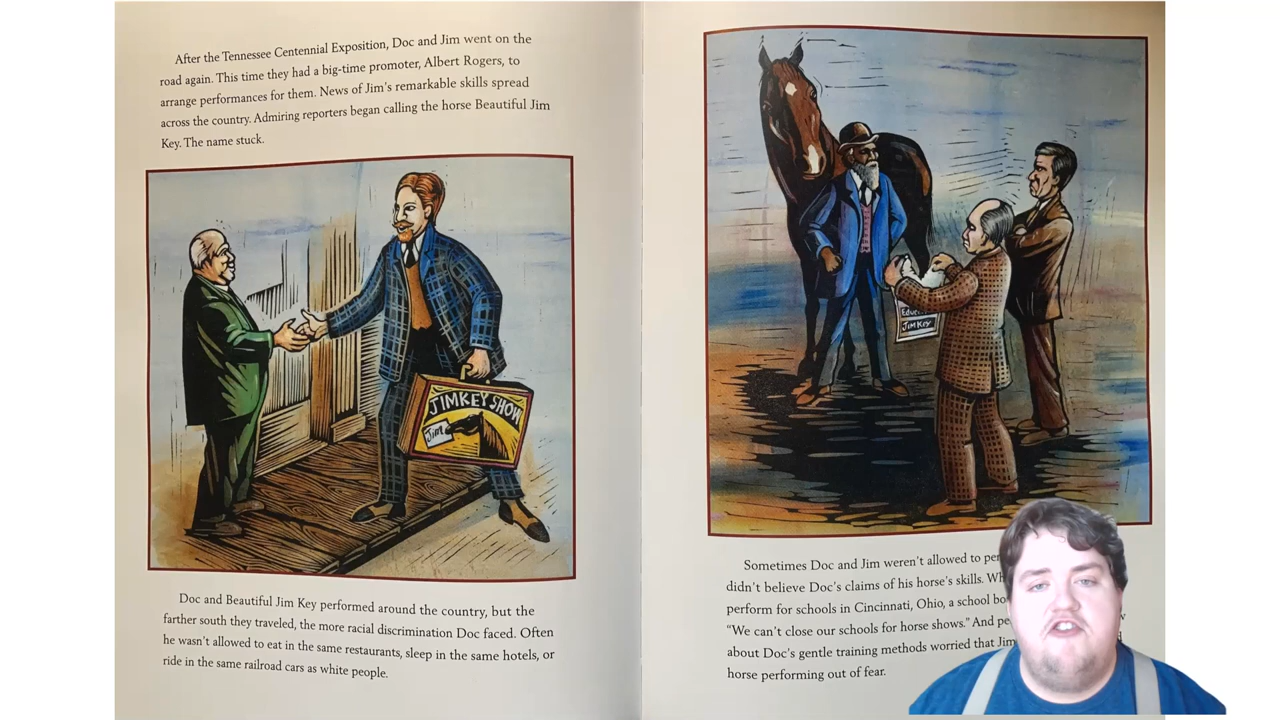 After the Tennessee Centennial Exposition, Doc and Jim went on the
road again. This time they had a big-time promoter, Albert Rogers, to
arrange performances for them. News of Jim's remarkable skills spread
across the country. Admiring reporters began calling the horse Beautiful Jim
Key. The name stuck.
JIM KEY SHOW
Jim
Doc and Beautiful Jim Key performed around the country, but the
farther south they traveled, the more racial discrimination Doc faced. Often
he wasn't allowed to eat in the same restaurants, sleep in the same hotels, or
ride in the same railroad cars as white people.
JIM KEY
Sometimes Doc and Jim weren't allowed to
didn't believe Doc's claims of his horse's skills.
perform for schools in Cincinnati, Ohio, a school
"We can't close our schools for horse shows." And
about Doc's gentle training methods worried that Jim
horse performing out of fear.